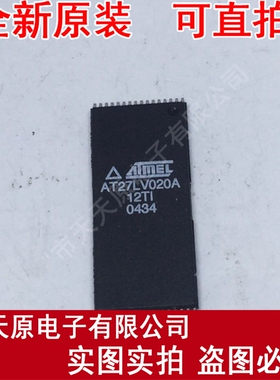 全新原装 可直拍
ATMEL
AT27LV020A
12TI
0434
天原电子有限公司
实图实拍 盗图必